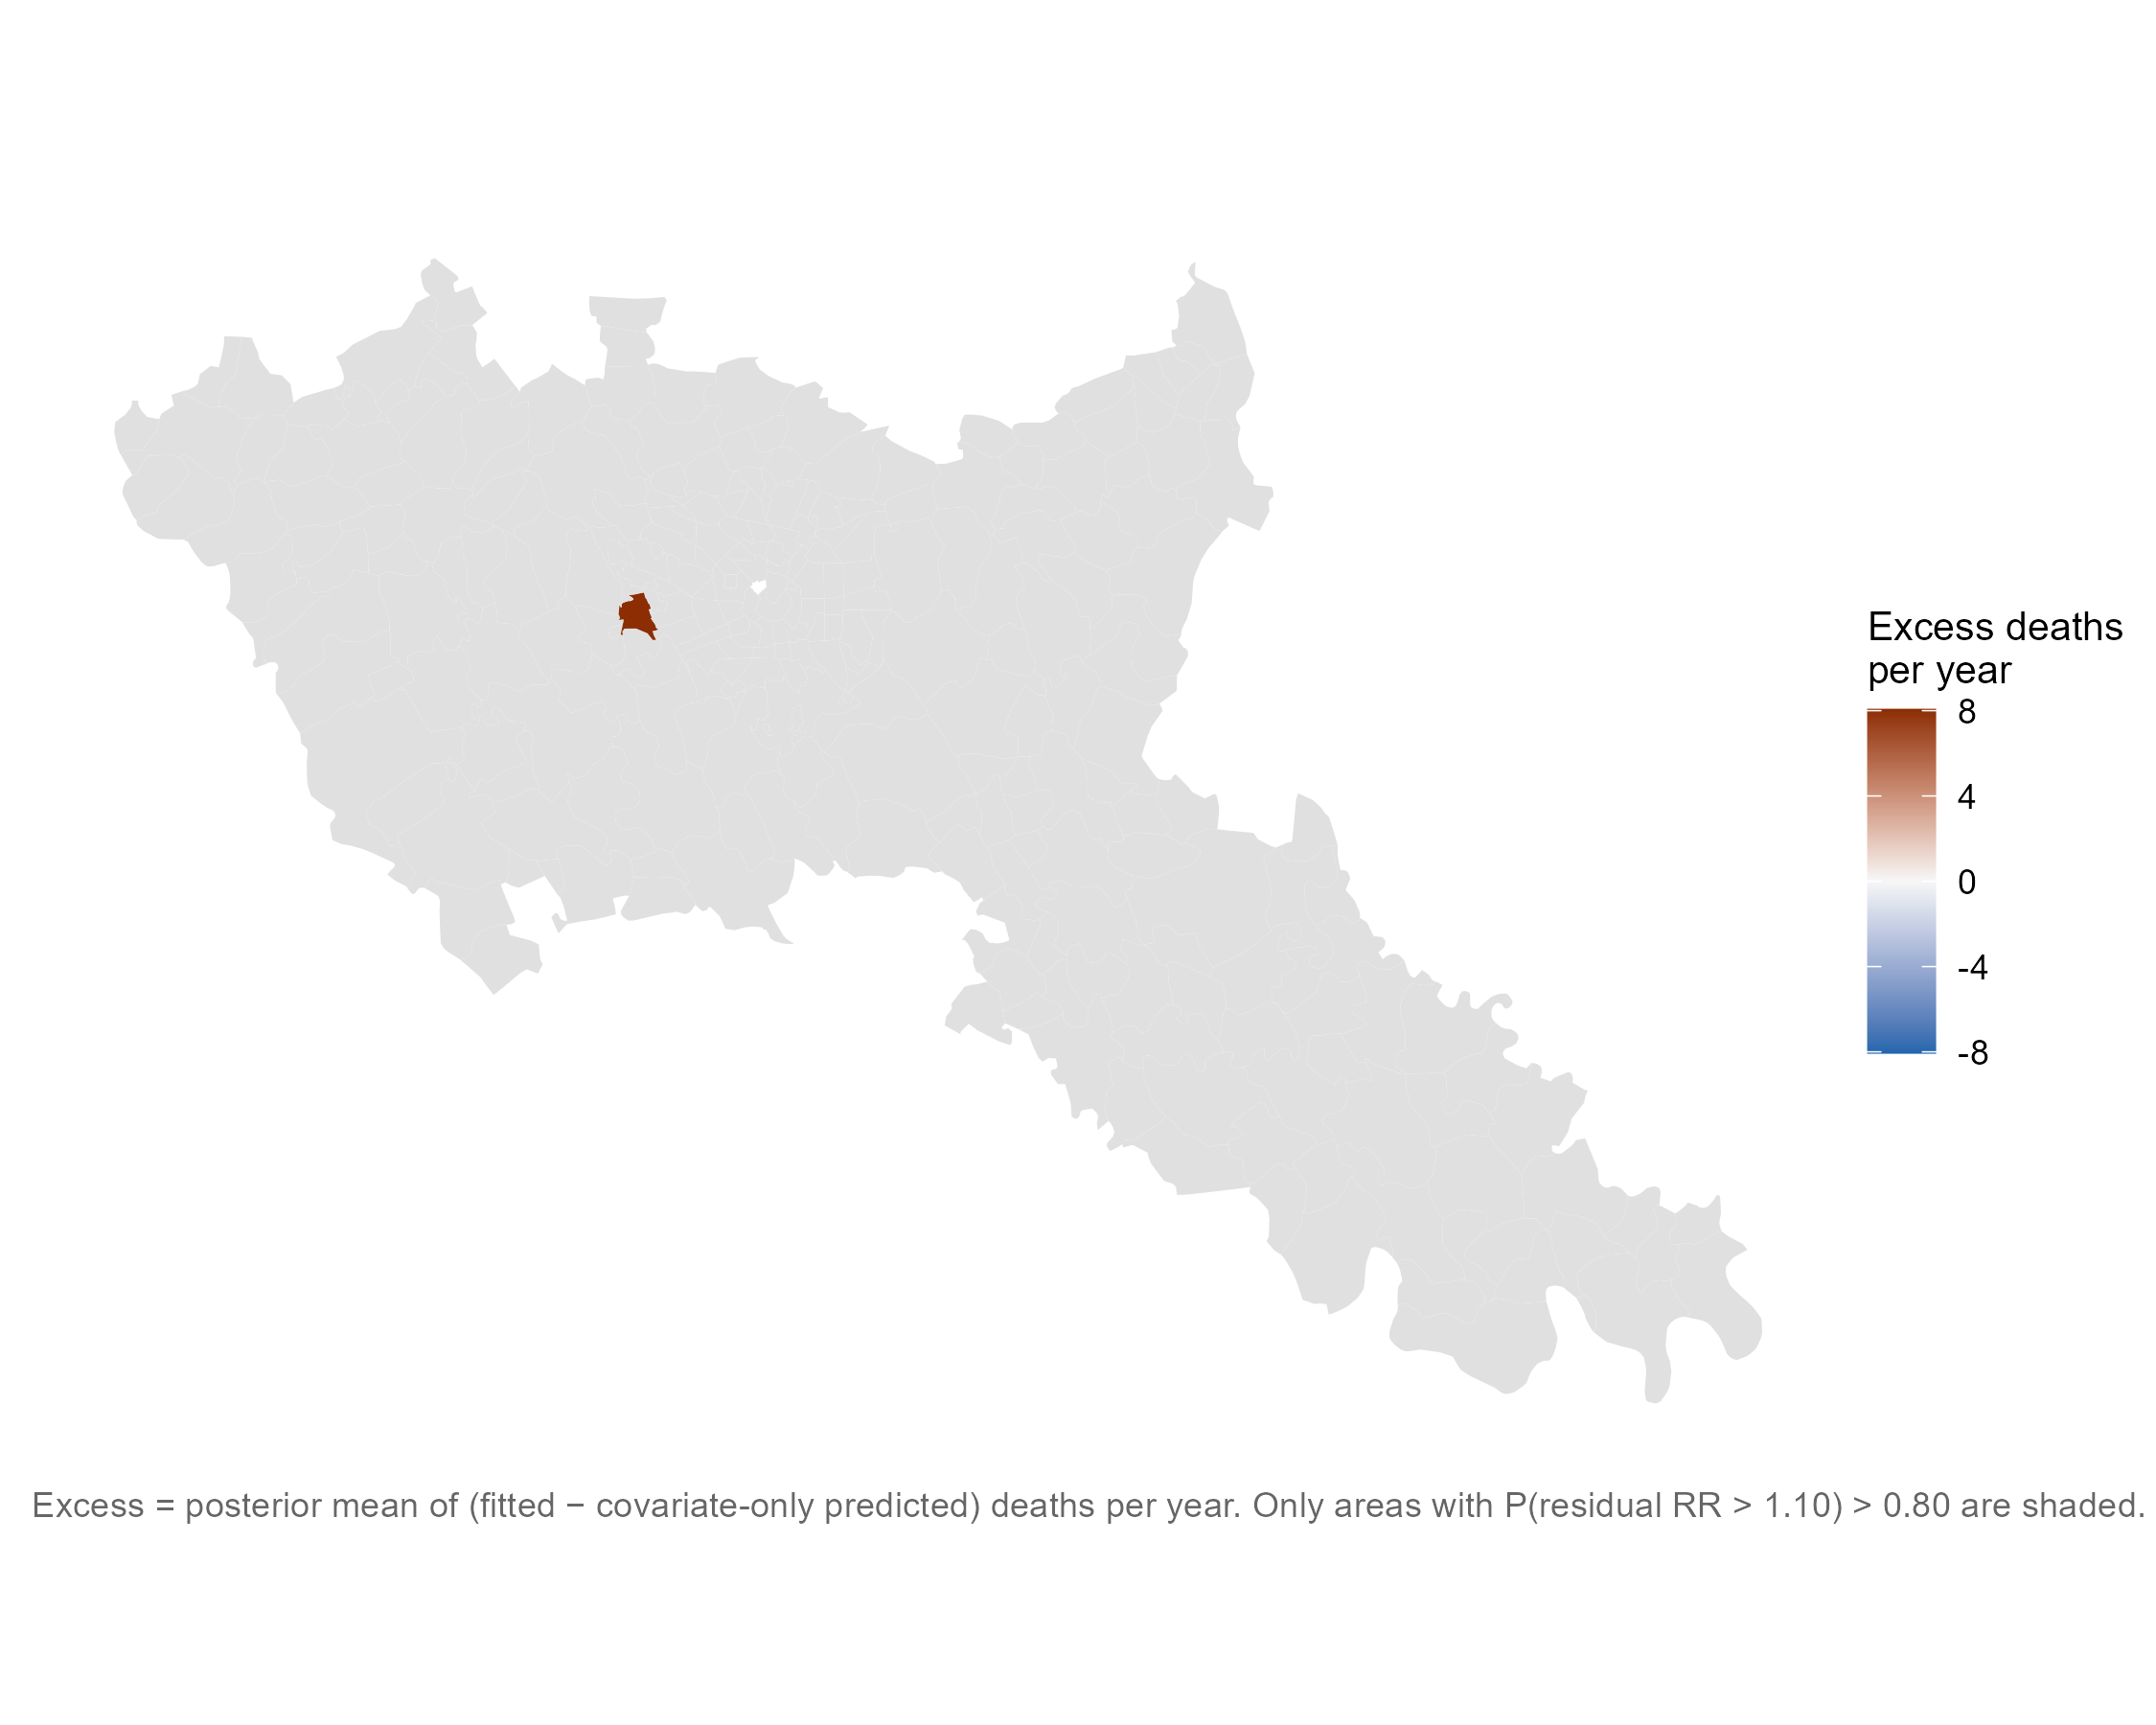 Excess deaths
per year
8
4
0
-4
-8
Excess = posterior mean of (fitted − covariate-only predicted) deaths per year. Only areas with P(residual RR > 1.10) > 0.80 are shaded.